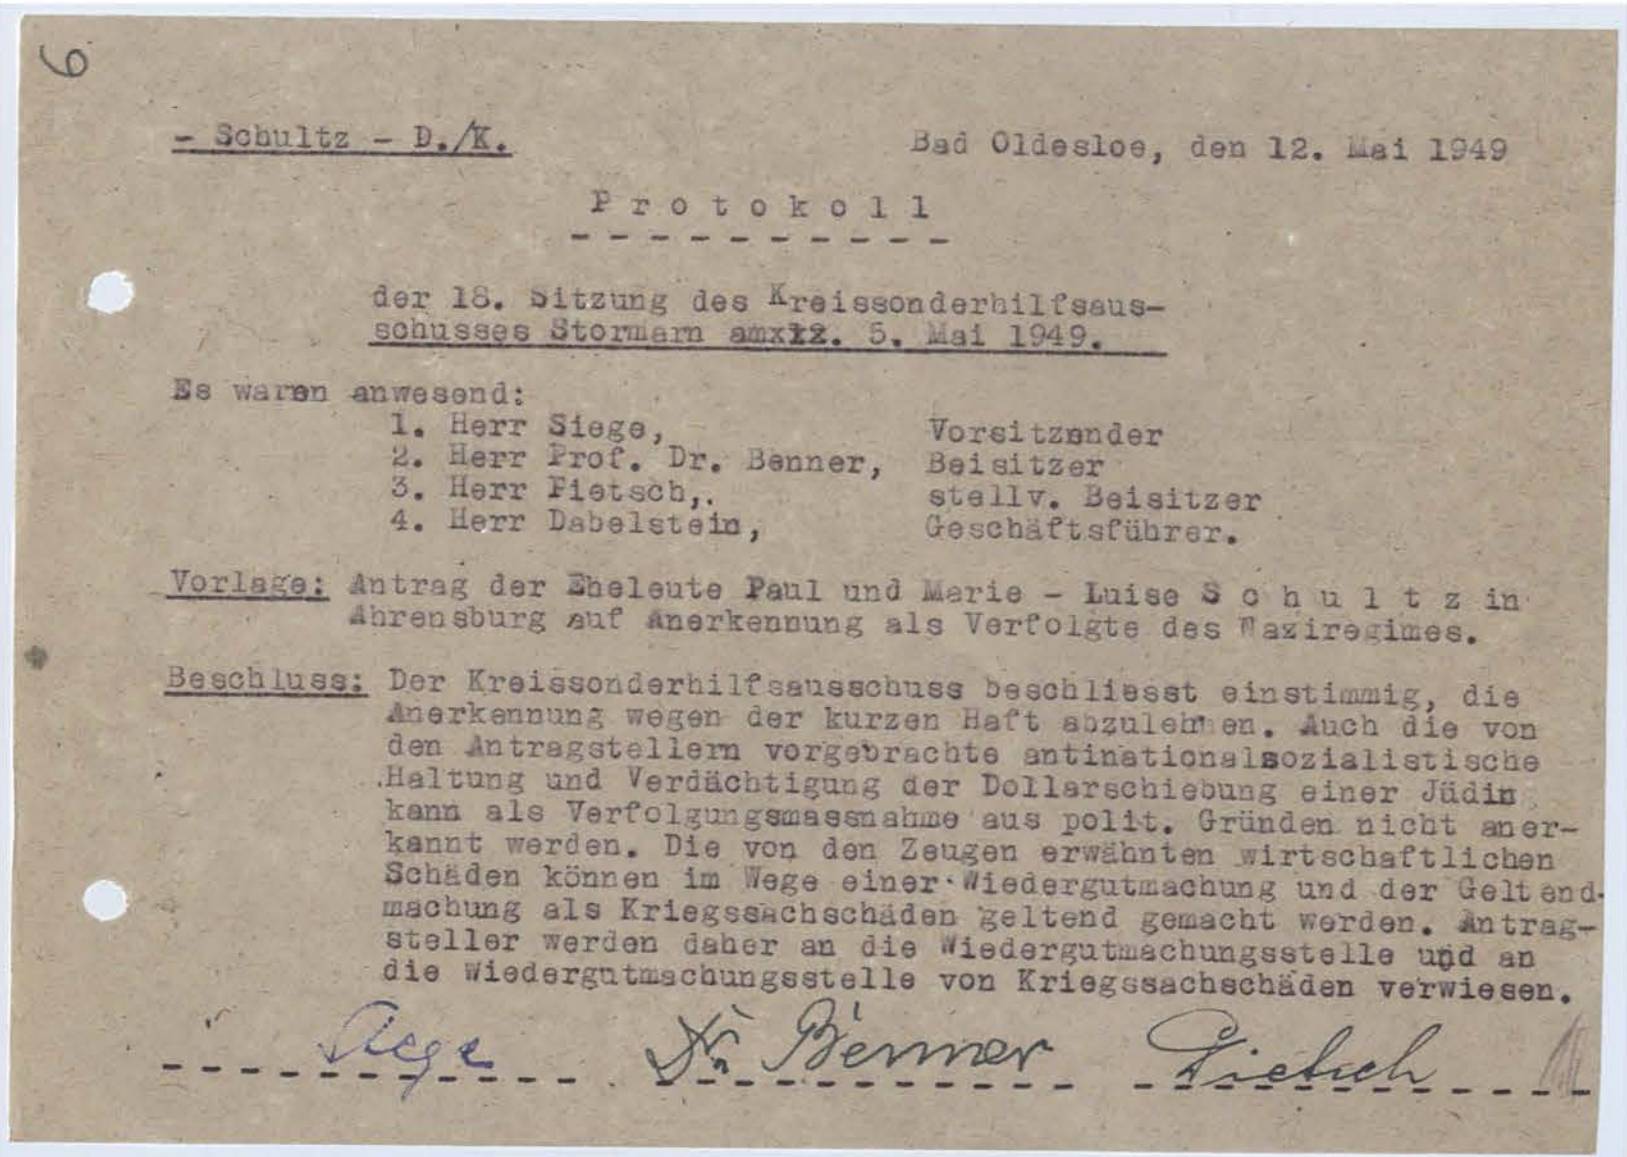 6
- Schultz - D./K.
Bad Oldesloe, den 12. Mai 1949
P r o t o k o l l
- - - - - - - - - -
der 18. Sitzung des Kreissonderhilfsaus-
schusses Stormarn amxxx. 5. Mai 1949.
Es waren anwesend:
1. Herr Siege, Vorsitzender
2. Herr Prof. Dr. Benner, Beisitzer
3. Herr Pietsch,. stellv. Beisitzer
4. Herr Dabelstein, Geschäftsführer.
Vorlage: Antrag der Eheleute Paul und Marie - Luise S c h u l t z in
Ahrensburg auf Anerkennung als Verfolgte des Naziregimes.
Beschluss: Der Kreissonderhilfsausschuss beschliesst einstimmig, die
Anerkennung wegen der kurzen Haft abzulehnen. Auch die von
den Antragstellern vorgebrachte antinationalsozialistische
Haltung und Verdächtigung der Dollarschiebung einer Jüdin
kann als Verfolgungsmassnahme aus polit. Gründen nicht aner-
kannt werden. Die von den Zeugen erwähnten wirtschaftlichen
Schäden können im Wege einer Wiedergutmachung und der Geltend-
machung als Kriegssachschäden geltend gemacht werden. Antrag-
steller werden daher an die Wiedergutmachungsstelle und an
die Wiedergutmachungsstelle von Kriegssachschäden verwiesen.
Siege Dr. Benner Pietsch